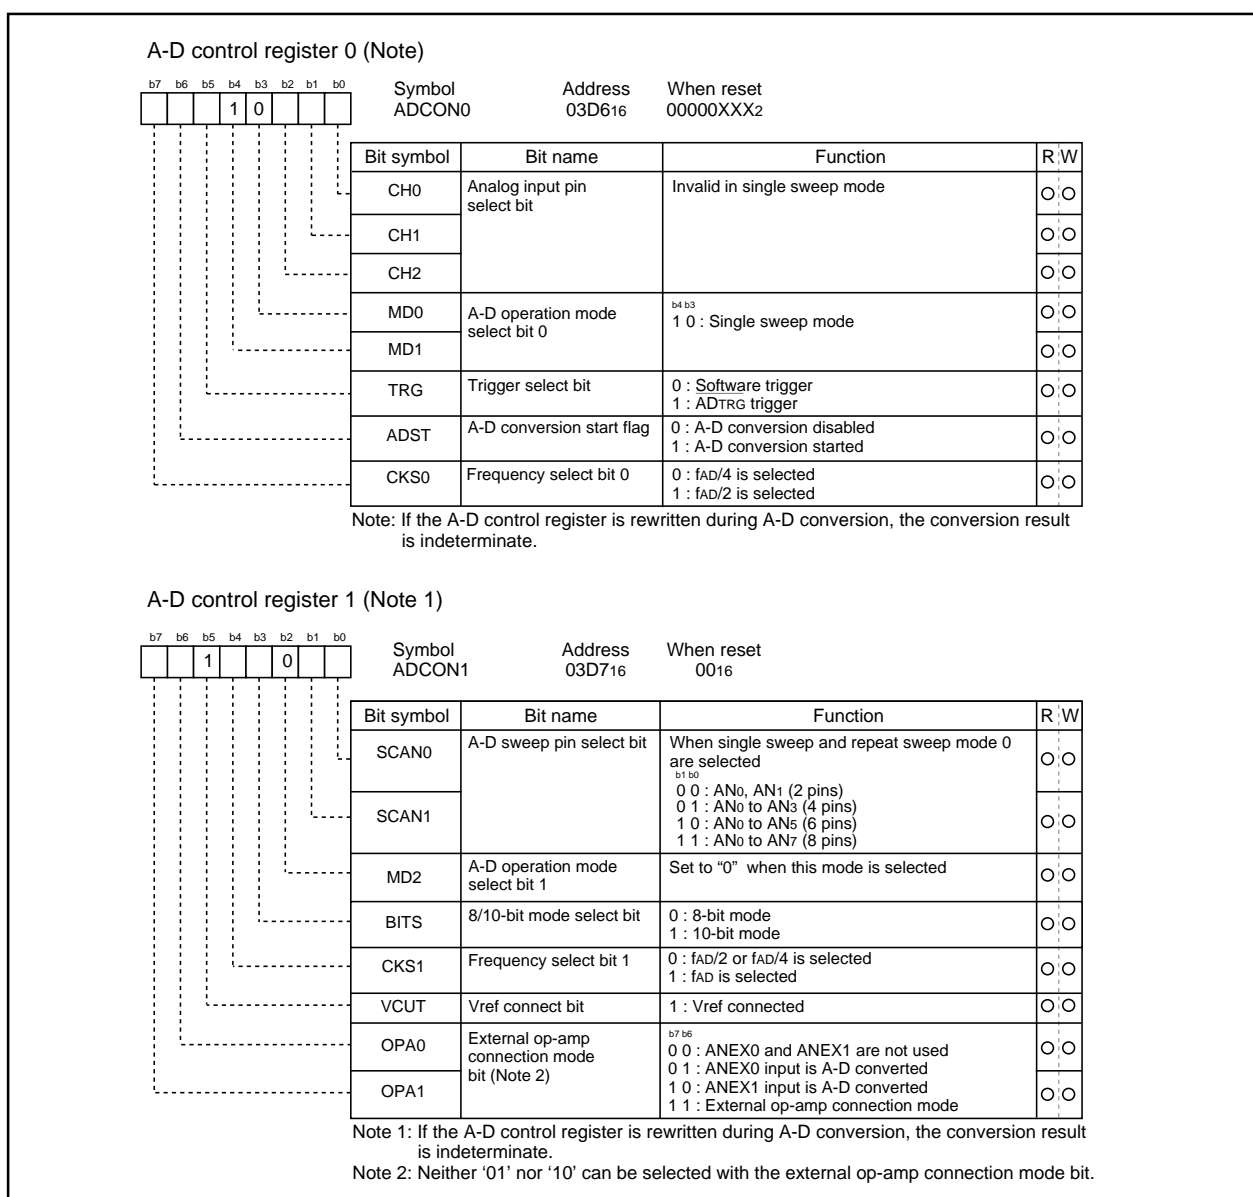 A-D control register 0 (Note)
b7 b6 b5 b4 b3 b2 b1 b0
1 0
Symbol Address When reset
ADCON0 03D616 00000XXX2
Bit symbol Bit name Function R W
CH0 Analog input pin select bit Invalid in single sweep mode
CH1
CH2
MD0 A-D operation mode select bit 0 b4 b3
1 0 : Single sweep mode
MD1
TRG Trigger select bit 0 : Software trigger
1 : ADTRG trigger
ADST A-D conversion start flag 0 : A-D conversion disabled
1 : A-D conversion started
CKS0 Frequency select bit 0 0 : fAD/4 is selected
1 : fAD/2 is selected
Note: If the A-D control register is rewritten during A-D conversion, the conversion result
is indeterminate.
A-D control register 1 (Note 1)
b7 b6 b5 b4 b3 b2 b1 b0
1 0
Symbol Address When reset
ADCON1 03D716 0016
Bit symbol Bit name Function R W
SCAN0 A-D sweep pin select bit When single sweep and repeat sweep mode 0
are selected
b1 b0
0 0 : AN0, AN1 (2 pins)
0 1 : AN0 to AN3 (4 pins)
SCAN1 1 0 : AN0 to AN5 (6 pins)
1 1 : AN0 to AN7 (8 pins)
MD2 A-D operation mode select bit 1 Set to “0” when this mode is selected
BITS 8/10-bit mode select bit 0 : 8-bit mode
1 : 10-bit mode
CKS1 Frequency select bit 1 0 : fAD/2 or fAD/4 is selected
1 : fAD is selected
VCUT Vref connect bit 1 : Vref connected
OPA0 External op-amp connection mode bit (Note 2) b7 b6
0 0 : ANEX0 and ANEX1 are not used
0 1 : ANEX0 input is A-D converted
OPA1 1 0 : ANEX1 input is A-D converted
1 1 : External op-amp connection mode
Note 1: If the A-D control register is rewritten during A-D conversion, the conversion result
is indeterminate.
Note 2: Neither ‘01’ nor ‘10’ can be selected with the external op-amp connection mode bit.